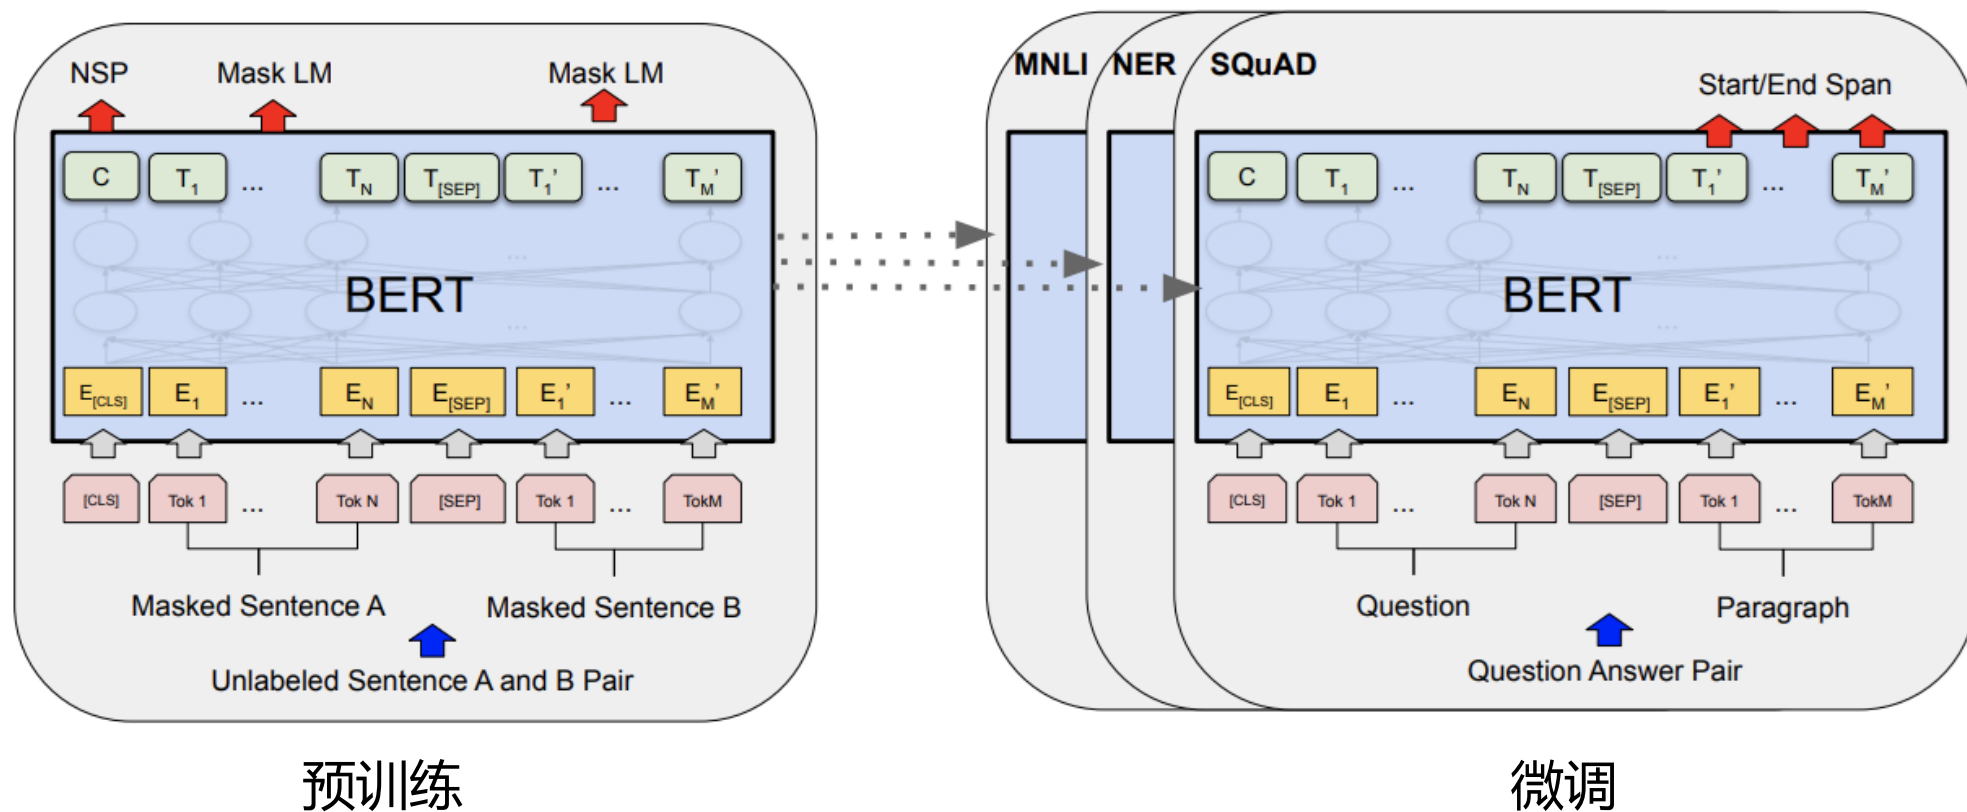 NSP Mask LM Mask LM
C T1 ... TN T[SEP] T1' ... TM'
...
BERT
...
E[CLS] E1 ... EN E[SEP] E1' ... EM'
[CLS] Tok 1 ... Tok N [SEP] Tok 1 ... TokM
Masked Sentence A Masked Sentence B
Unlabeled Sentence A and B Pair
预训练
MNLI NER SQuAD
Start/End Span
C T1 ... TN T[SEP] T1' ... TM'
...
BERT
...
E[CLS] E1 ... EN E[SEP] E1' ... EM'
[CLS] Tok 1 ... Tok N [SEP] Tok 1 ... TokM
Question Paragraph
Question Answer Pair
微调